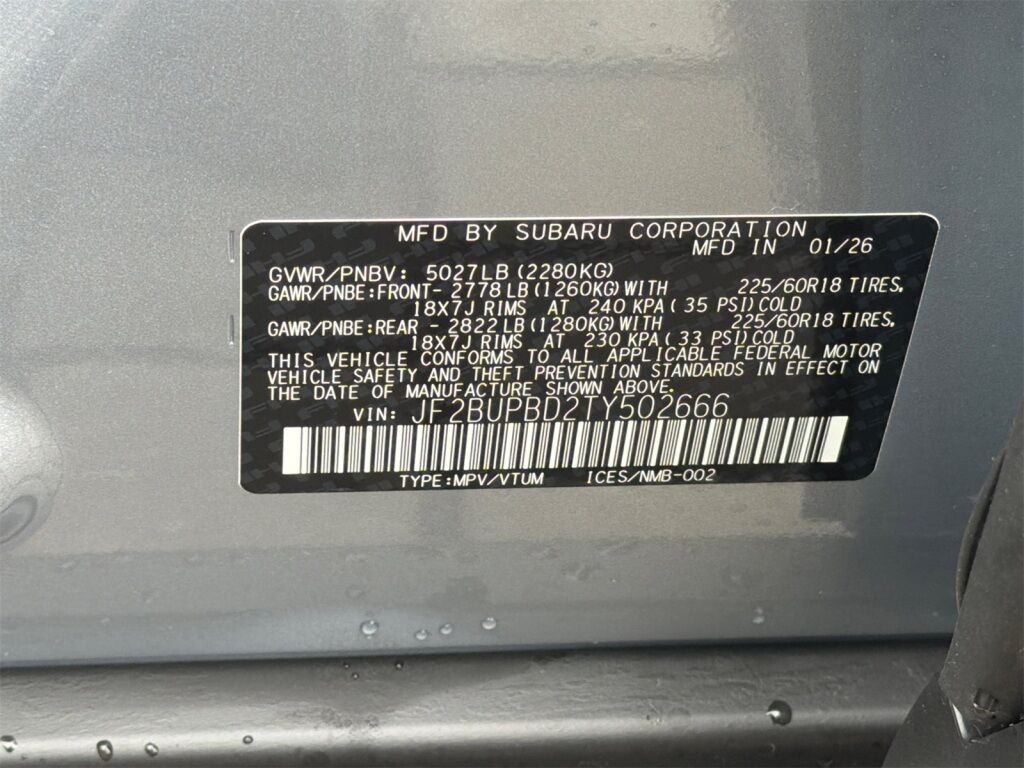 MFD BY SUBARU CORPORATION
MFD IN 01/26
GVWR/PNBV: 5027LB (2280KG)
GAWR/PNBE:FRONT- 2778 LB (1260KG) WITH 225/60R18 TIRES,
18X7J RIMS AT 240 KPA ( 35 PSI) COLD
GAWR/PNBE:REAR - 2822 LB (1280KG) WITH 225/60R18 TIRES,
18X7J RIMS AT 230 KPA ( 33 PSI) COLD
THIS VEHICLE CONFORMS TO ALL APPLICABLE FEDERAL MOTOR
VEHICLE SAFETY AND THEFT PREVENTION STANDARDS IN EFFECT ON
THE DATE OF MANUFACTURE SHOWN ABOVE.
VIN: JF2BUPBD2TY502666
TYPE:MPV/VTUM ICES/NMB-002